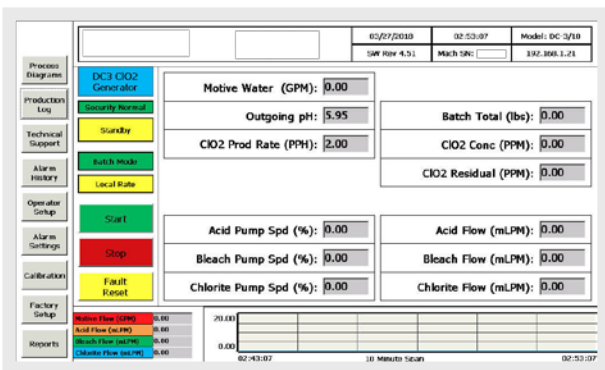 03/27/2018 02:53:07 Model: DC-3/10
SW Rev 4.51 Mach SN: 192.168.1.21
Process
Diagrams
Production
Log
Technical
Support
Alarm
History
Operator
Setup
Alarm
Settings
Calibration
Factory
Setup
Reports
DC3 ClO2
Generator
Security Normal
Standby
Batch Mode
Local Rate
Start
Stop
Fault
Reset
Motive Water (GPM): 0.00
Outgoing pH: 5.95
ClO2 Prod Rate (PPH): 2.00
Batch Total (lbs): 0.00
ClO2 Conc (PPM): 0.00
ClO2 Residual (PPM): 0.00
Acid Pump Spd (%): 0.00
Bleach Pump Spd (%): 0.00
Chlorite Pump Spd (%): 0.00
Acid Flow (mLPM): 0.00
Bleach Flow (mLPM): 0.00
Chlorite Flow (mLPM): 0.00
Motive Flow (GPM) 0.00
Acid Flow (mLPM) 0.00
Bleach Flow (mLPM) 0.00
Chlorite Flow (mLPM) 0.00
20.00
0.00
02:43:07 10 Minute Span 02:53:07